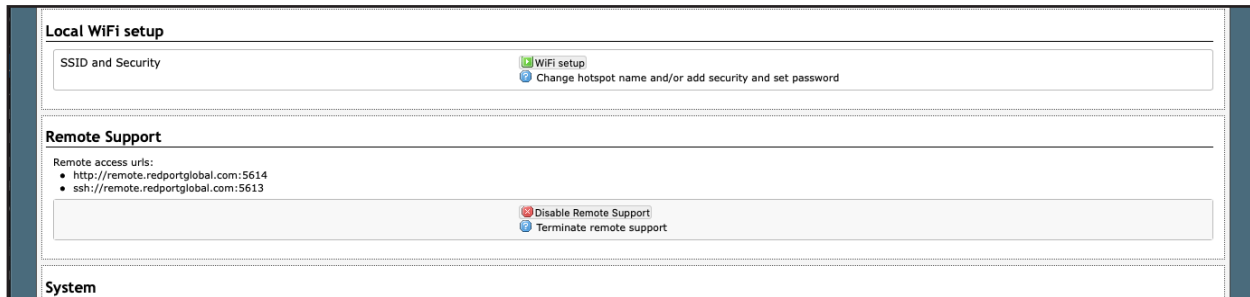 Local WiFi setup
SSID and Security
WiFi setup
Change hotspot name and/or add security and set password
Remote Support
Remote access urls:
• http://remote.redportglobal.com:5614
• ssh://remote.redportglobal.com:5613
Disable Remote Support
Terminate remote support
System